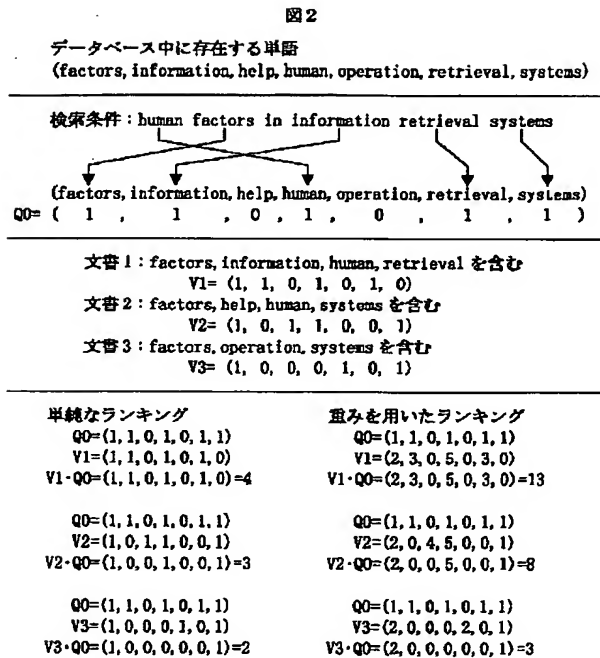 図2
データベース中に存在する単語
(factors, information, help, human, operation, retrieval, systems)
検索条件：human factors in information retrieval systems
(factors, information, help, human, operation, retrieval, systems)
Q0= ( 1 , 1 , 0 , 1 , 0 , 1 , 1 )
文書1：factors, information, human, retrieval を含む
V1= (1, 1, 0, 1, 0, 1, 0)
文書2：factors, help, human, systems を含む
V2= (1, 0, 1, 1, 0, 0, 1)
文書3：factors, operation, systems を含む
V3= (1, 0, 0, 0, 1, 0, 1)
単純なランキング
Q0=(1, 1, 0, 1, 0, 1, 1)
V1=(1, 1, 0, 1, 0, 1, 0)
V1・Q0=(1, 1, 0, 1, 0, 1, 0)=4
Q0=(1, 1, 0, 1, 0, 1, 1)
V2=(1, 0, 1, 1, 0, 0, 1)
V2・Q0=(1, 0, 0, 1, 0, 0, 1)=3
Q0=(1, 1, 0, 1, 0, 1, 1)
V3=(1, 0, 0, 0, 1, 0, 1)
V3・Q0=(1, 0, 0, 0, 0, 0, 1)=2
重みを用いたランキング
Q0=(1, 1, 0, 1, 0, 1, 1)
V1=(2, 3, 0, 5, 0, 3, 0)
V1・Q0=(2, 3, 0, 5, 0, 3, 0)=13
Q0=(1, 1, 0, 1, 0, 1, 1)
V2=(2, 0, 4, 5, 0, 0, 1)
V2・Q0=(2, 0, 0, 5, 0, 0, 1)=8
Q0=(1, 1, 0, 1, 0, 1, 1)
V3=(2, 0, 0, 0, 2, 0, 1)
V3・Q0=(2, 0, 0, 0, 0, 0, 1)=3